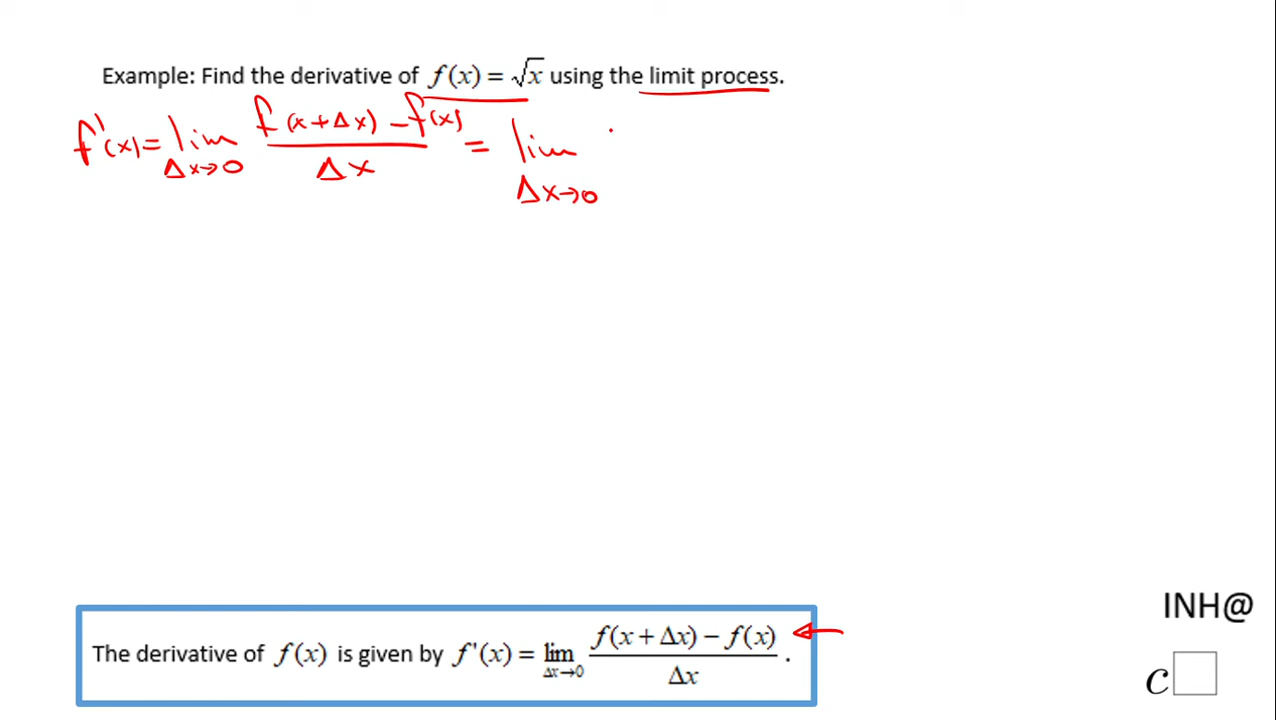 Example: Find the derivative of f(x) = √x using the limit process.
f'(x) = lim Δx→0 f(x+Δx) - f(x) / Δx = lim Δx→0
INH@
The derivative of f(x) is given by f'(x) = lim Δx→0 f(x+Δx) − f(x) / Δx .
c